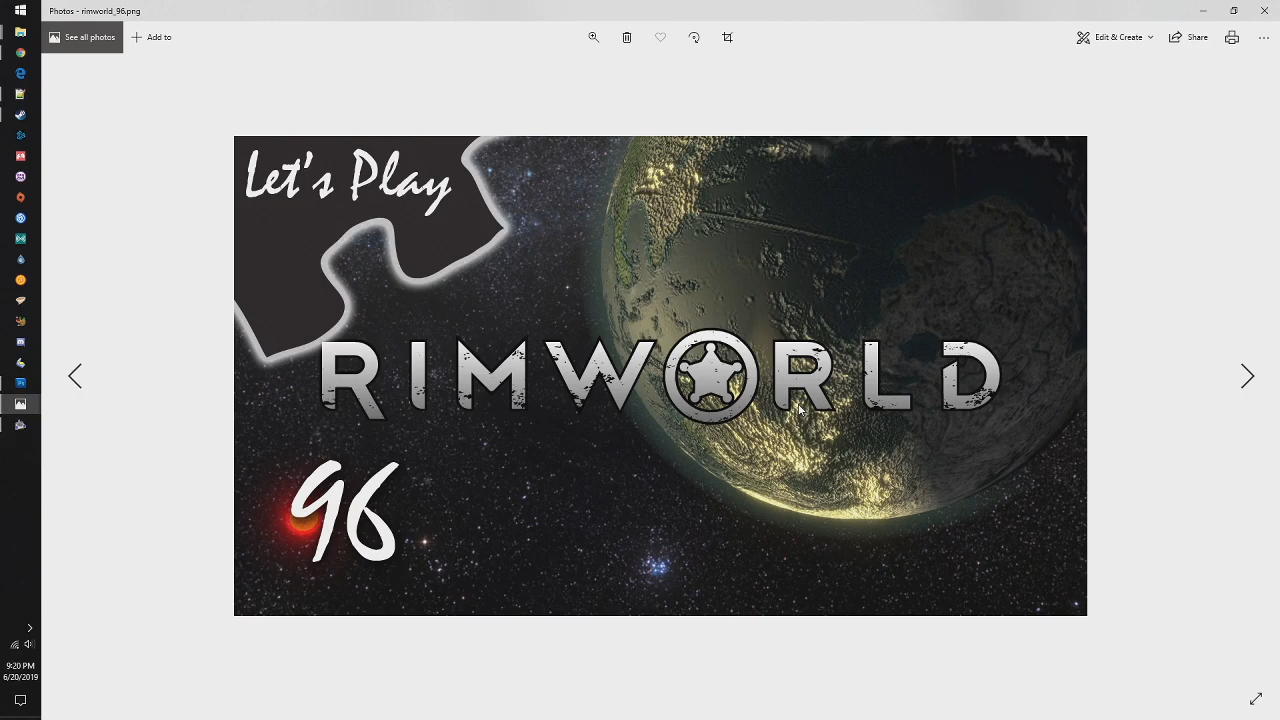 Photos - rimworld_96.png
See all photos
Add to
Edit & Create
Share
Let's Play
RIMWORLD
96
9:20 PM
6/20/2019